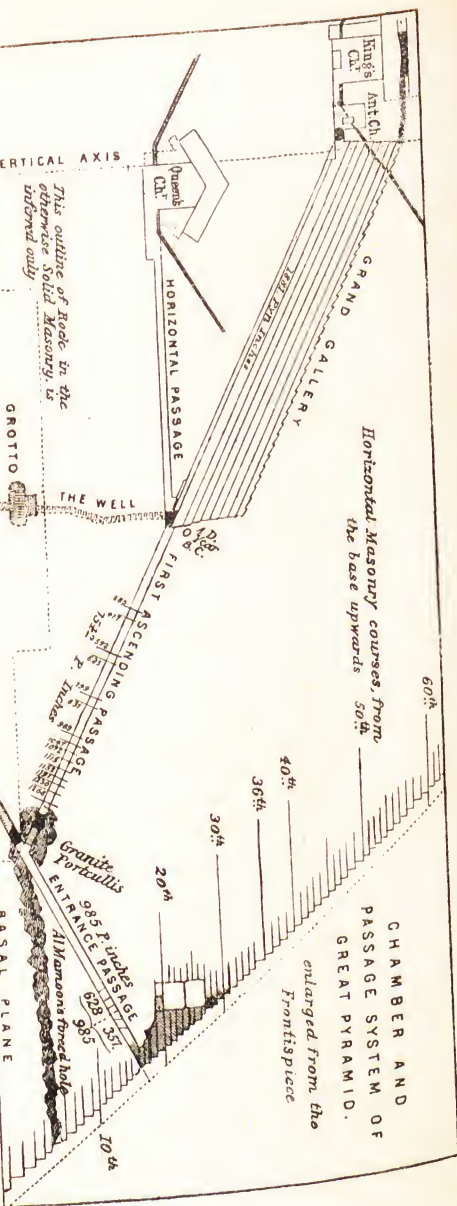 CHAMBER AND
PASSAGE SYSTEM OF
GREAT PYRAMID.
enlarged from the
Frontispiece
King's
Chr
Ant. Ch.
GRAND GALLERY
1881 Pyr. Inches
VERTICAL AXIS
Queen's
Chr
HORIZONTAL PASSAGE
This outline of Rock in the
otherwise Solid Masonry, is
inferred only
GROTTO
THE WELL
Horizontal Masonry courses, from
the base upwards
60th
50th
40th
36th
30th
20th
10th
FIRST ASCENDING PASSAGE
Inches
Granite
Portcullis
ENTRANCE PASSAGE
985 P. inches
628 . 357
985
Al Mamoon's forced hole
BASAL PLANE